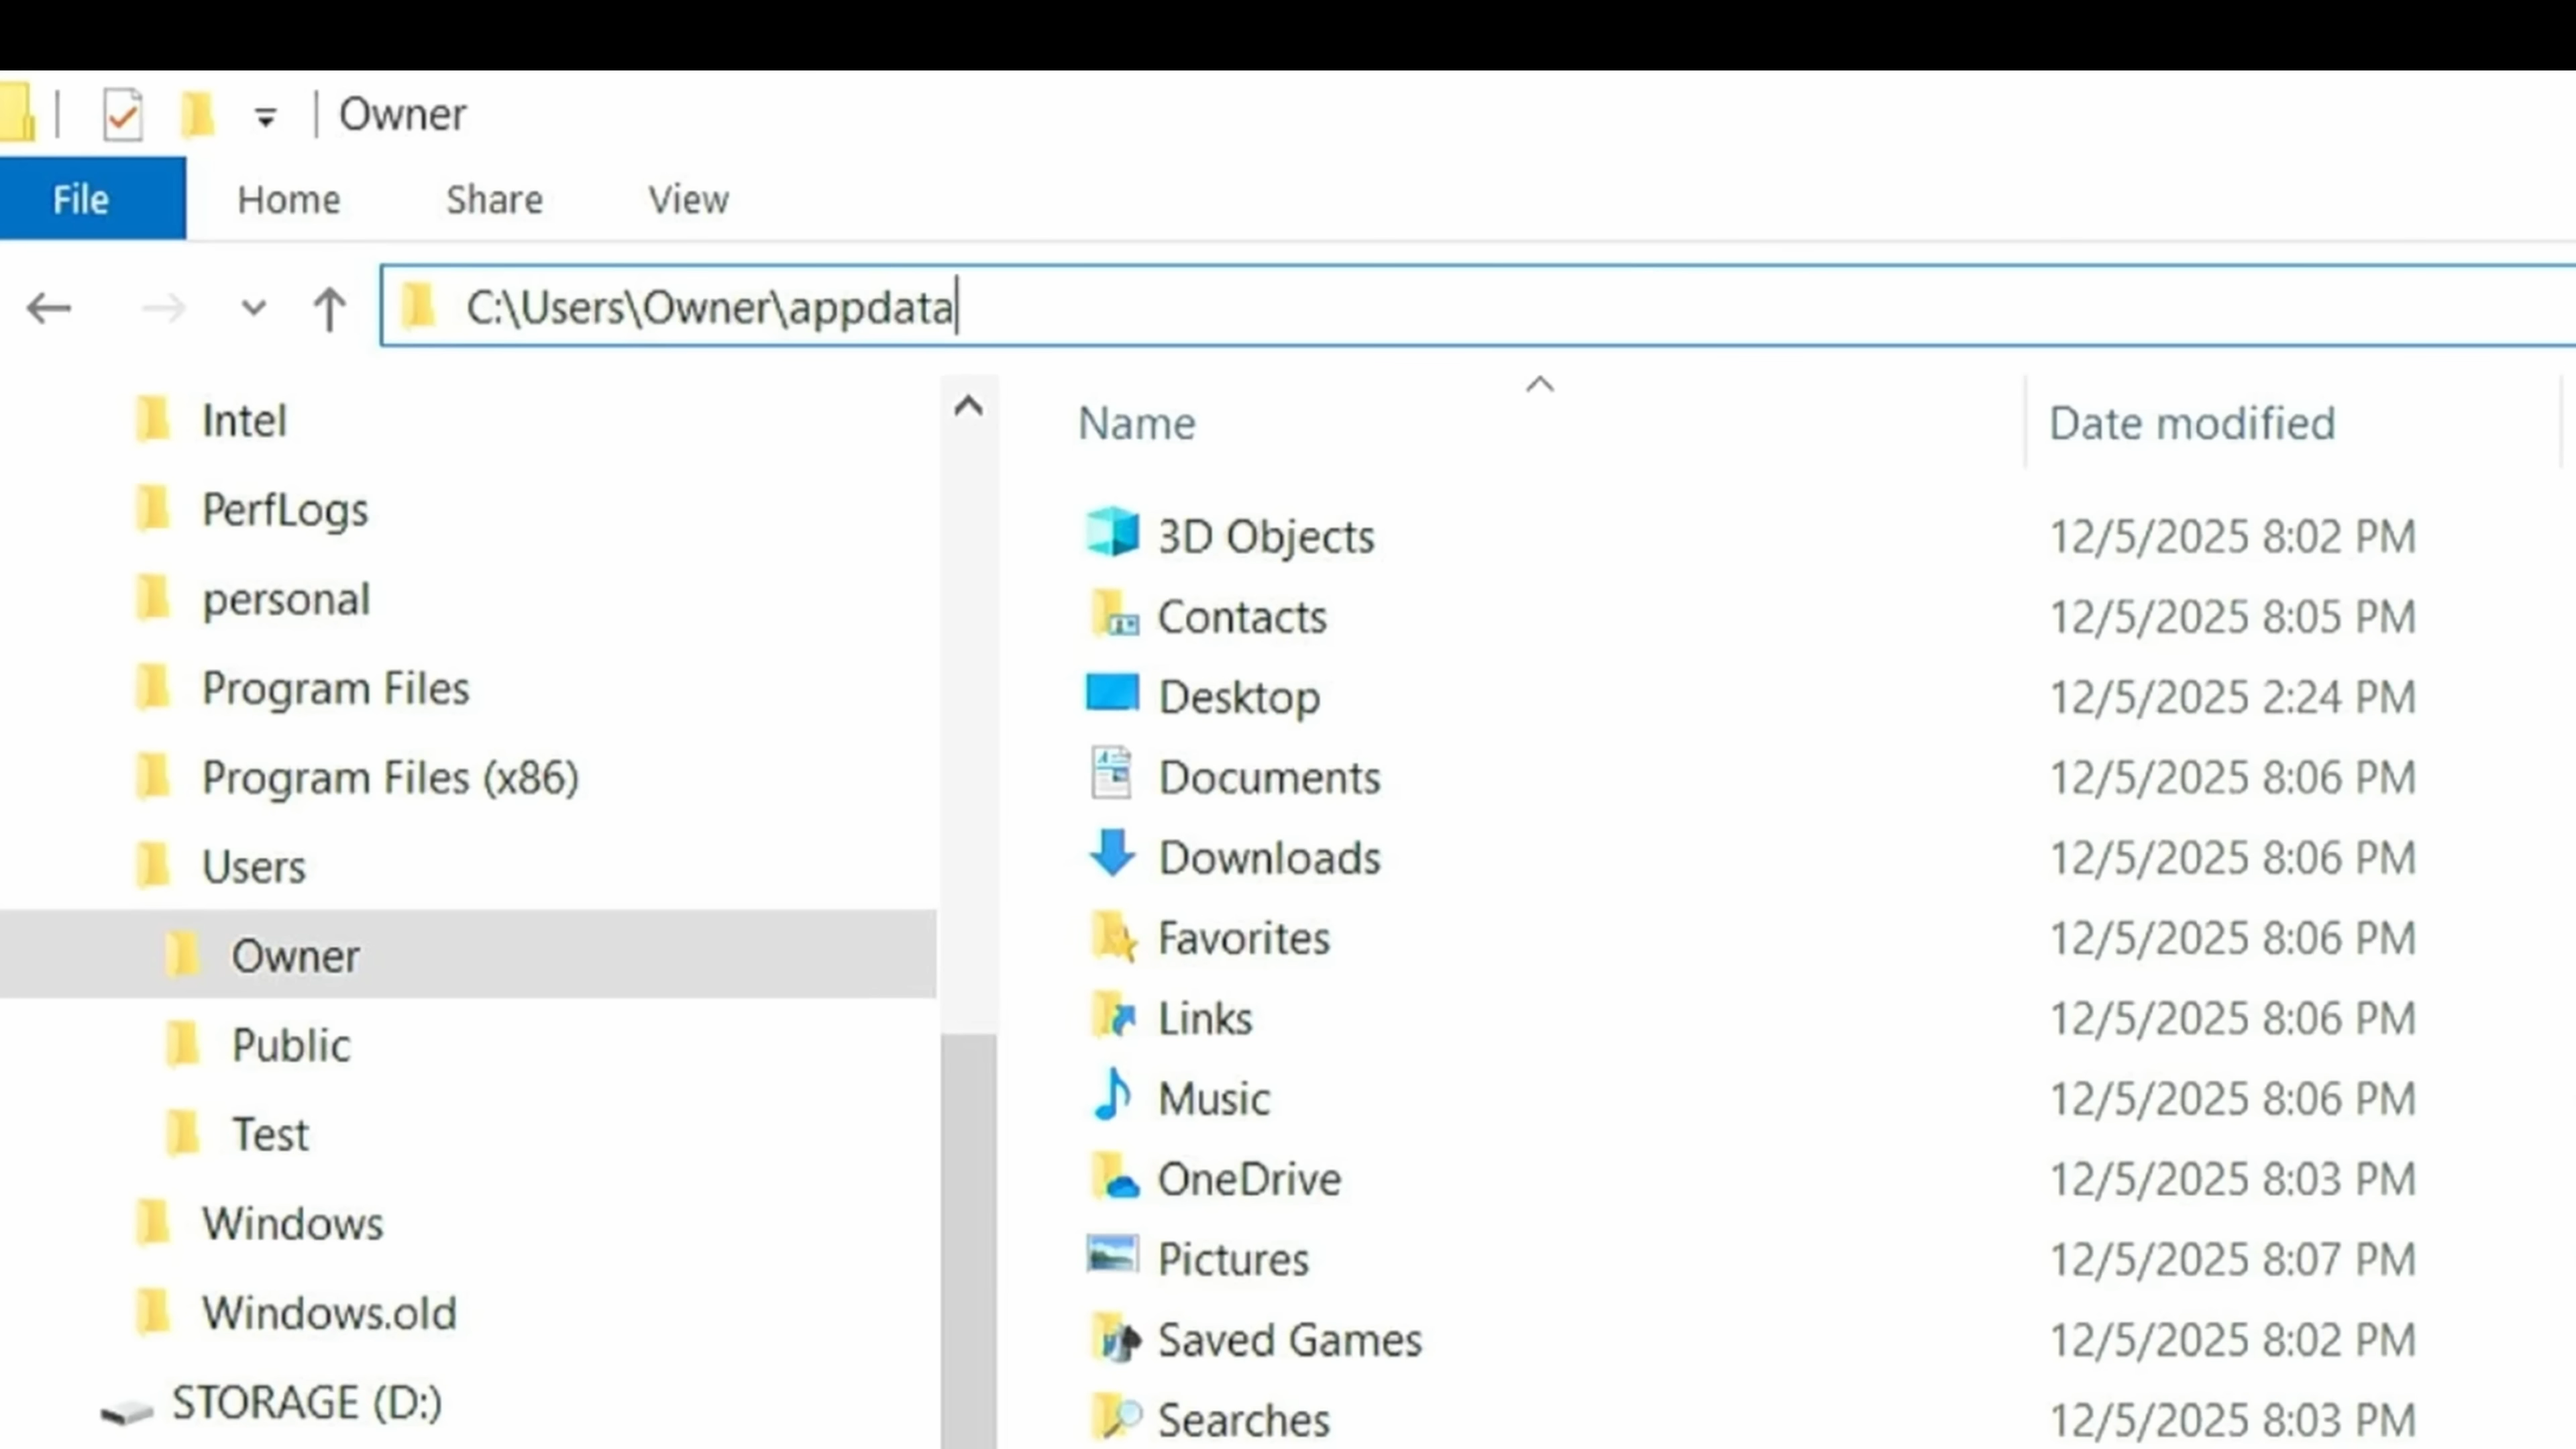 Owner
File Home Share View
C:\Users\Owner\appdata
Intel
PerfLogs
personal
Program Files
Program Files (x86)
Users
Owner
Public
Test
Windows
Windows.old
STORAGE (D:)
Name Date modified
3D Objects 12/5/2025 8:02 PM
Contacts 12/5/2025 8:05 PM
Desktop 12/5/2025 2:24 PM
Documents 12/5/2025 8:06 PM
Downloads 12/5/2025 8:06 PM
Favorites 12/5/2025 8:06 PM
Links 12/5/2025 8:06 PM
Music 12/5/2025 8:06 PM
OneDrive 12/5/2025 8:03 PM
Pictures 12/5/2025 8:07 PM
Saved Games 12/5/2025 8:02 PM
Searches 12/5/2025 8:03 PM